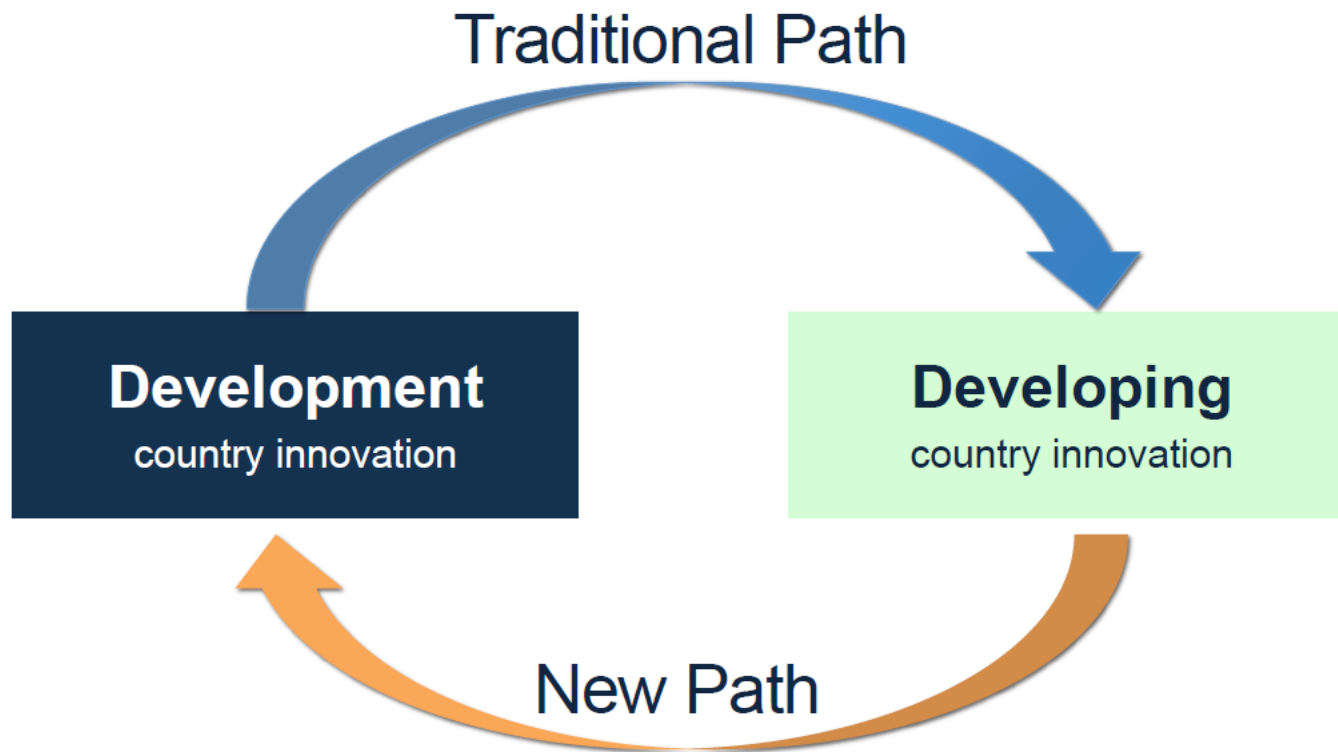 Traditional Path
Development
country innovation
Developing
country innovation
New Path